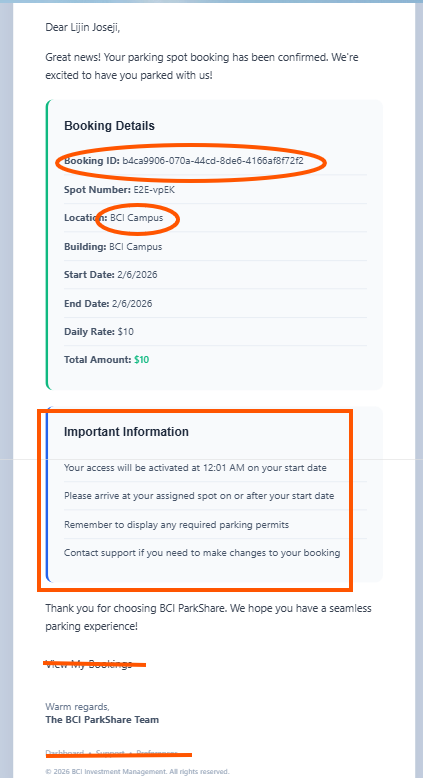 Dear Lijin Joseji,
Great news! Your parking spot booking has been confirmed. We're
excited to have you parked with us!
Booking Details
Booking ID: b4ca9906-070a-44cd-8de6-4166af8f72f2
Spot Number: E2E-vpEK
Location: BCI Campus
Building: BCI Campus
Start Date: 2/6/2026
End Date: 2/6/2026
Daily Rate: $10
Total Amount: $10
Important Information
Your access will be activated at 12:01 AM on your start date
Please arrive at your assigned spot on or after your start date
Remember to display any required parking permits
Contact support if you need to make changes to your booking
Thank you for choosing BCI ParkShare. We hope you have a seamless
parking experience!
View My Bookings
Warm regards,
The BCI ParkShare Team
Dashboard • Support • Preferences
© 2026 BCI Investment Management. All rights reserved.